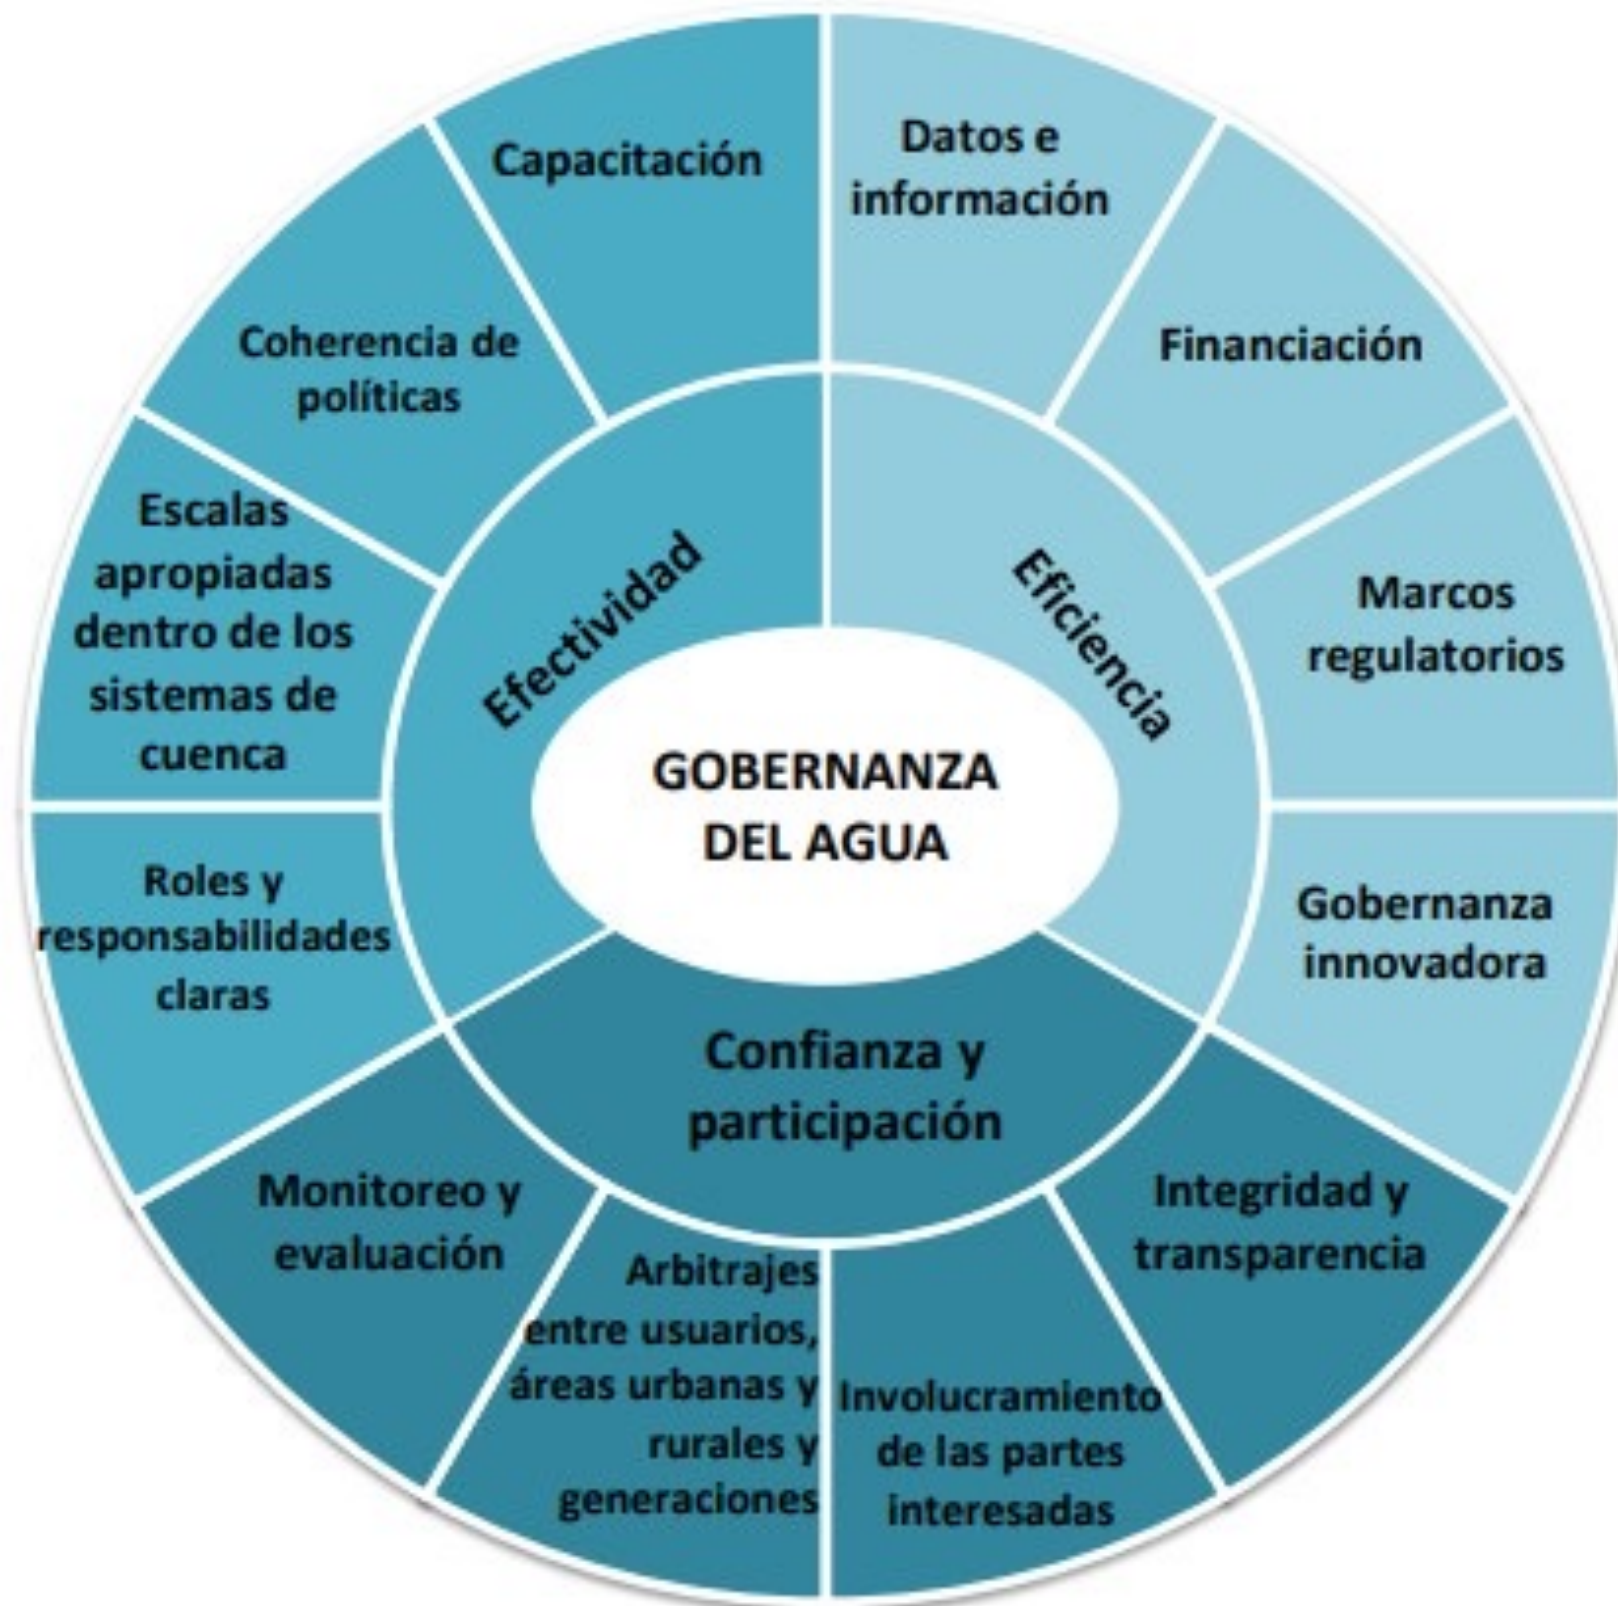 Capacitación
Datos e
información
Financiación
Marcos
regulatorios
Gobernanza
innovadora
Integridad y
transparencia
Involucramiento
de las partes
interesadas
Arbitrajes
entre usuarios,
áreas urbanas y
rurales y
generaciones
Monitoreo y
evaluación
Roles y
responsabilidades
claras
Escalas
apropiadas
dentro de los
sistemas de
cuenca
Coherencia de
políticas
Efectividad
Eficiencia
Confianza y
participación
GOBERNANZA
DEL AGUA